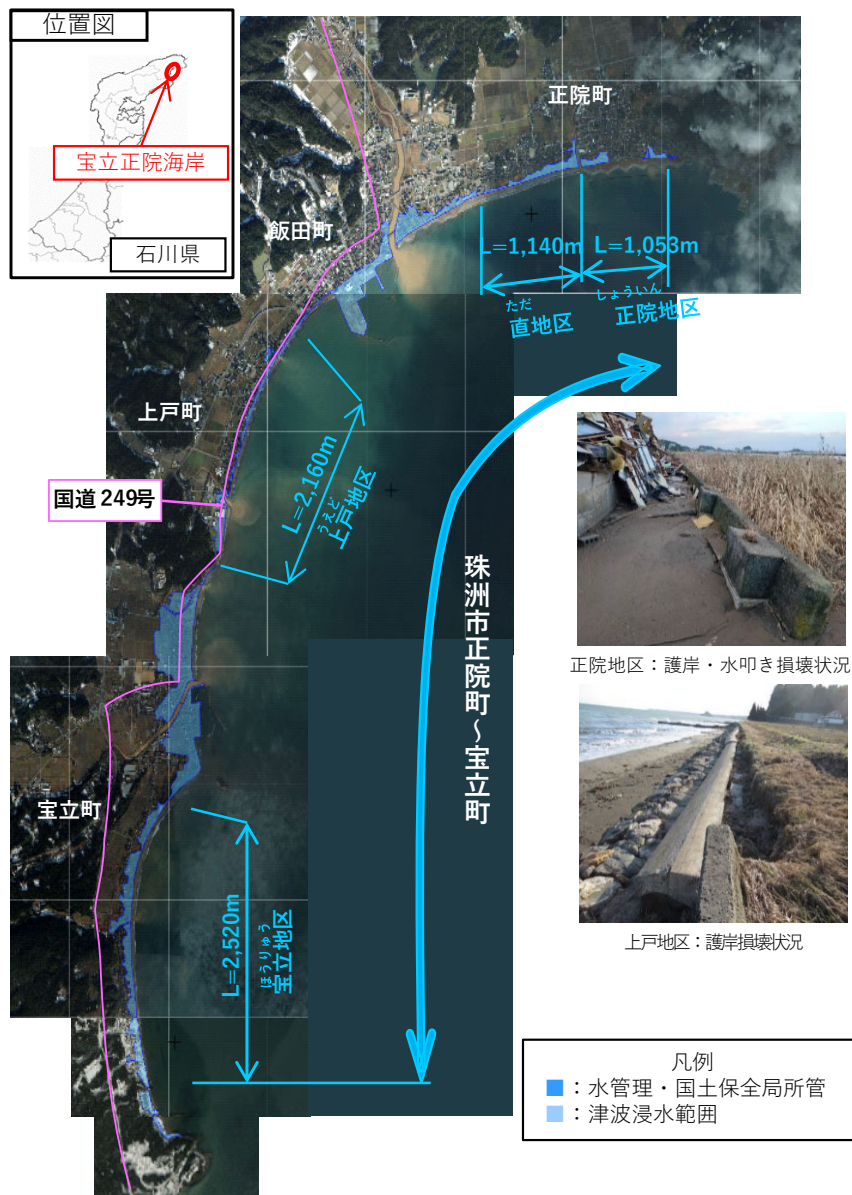 位置図
宝立正院海岸
石川県
正院町
飯田町
L=1,140m
L=1,053m
ただ
直地区
しょういん
正院地区
上戸町
L=2,160m
うえど
上戸地区
国道 249号
珠洲市正院町～宝立町
正院地区：護岸・水叩き損壊状況
宝立町
L=2,520m
ほうりゅう
宝立地区
上戸地区：護岸損壊状況
凡例
：水管理・国土保全局所管
：津波浸水範囲